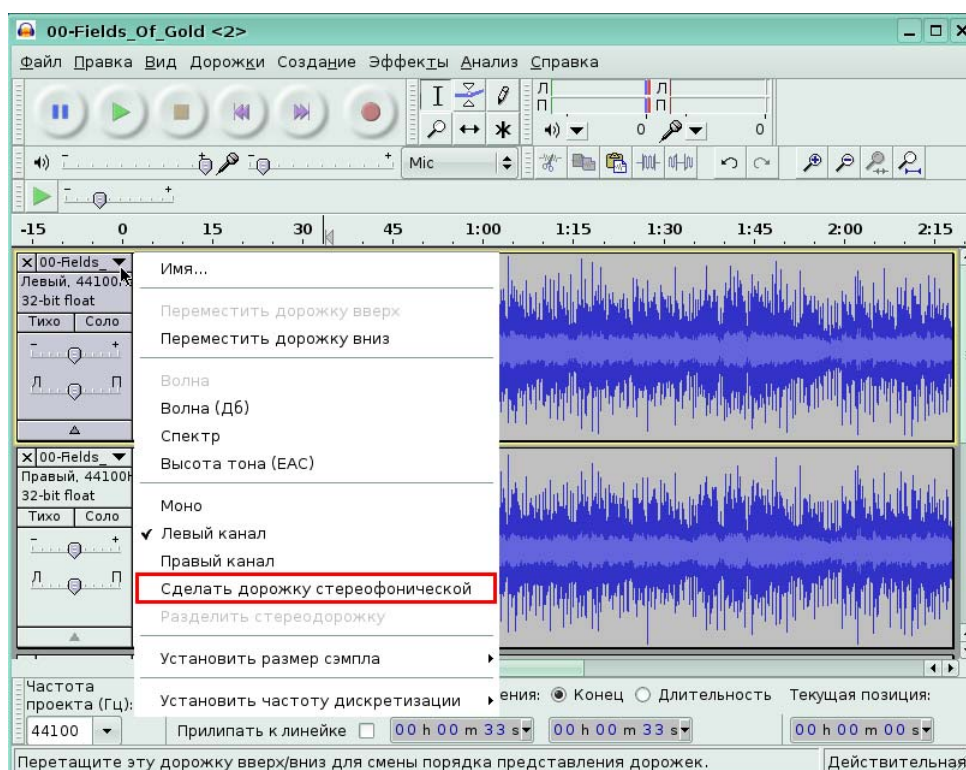 00-Fields_Of_Gold <2>
Файл Правка Вид Дорожки Создание Эффекты Анализ Справка
Л
П
Л
П
0
0
Mic
-15 0 15 30 45 1:00 1:15 1:30 1:45 2:00 2:15
00-Fields_
Левый, 44100
32-bit float
Тихо Соло
- +
Л П
Имя...
Переместить дорожку вверх
Переместить дорожку вниз
Волна
Волна (Дб)
Спектр
Высота тона (EAC)
Моно
Левый канал
Правый канал
Сделать дорожку стереофонической
Разделить стереодорожку
Установить размер сэмпла
Установить частоту дискретизации
00-Fields_
Правый, 44100
32-bit float
Тихо Соло
- +
Л П
Частота
проекта (Гц):
44100
ения: Конец Длительность Текущая позиция:
Прилипать к линейке 00 h 00 m 33 s 00 h 00 m 33 s 00 h 00 m 00 s
Перетащите эту дорожку вверх/вниз для смены порядка представления дорожек. Действительная